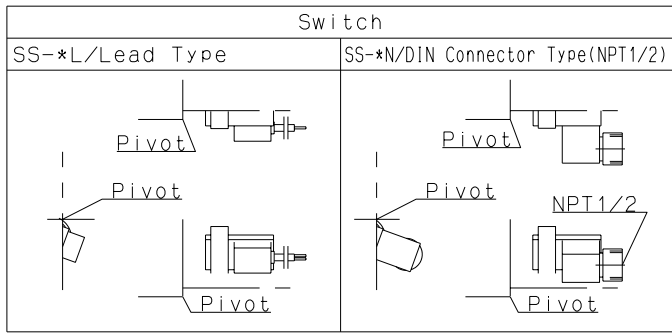 Switch
SS-*L/Lead Type
SS-*N/DIN Connector Type(NPT1/2)
Pivot
Pivot
Pivot
Pivot
NPT1/2
Pivot
Pivot